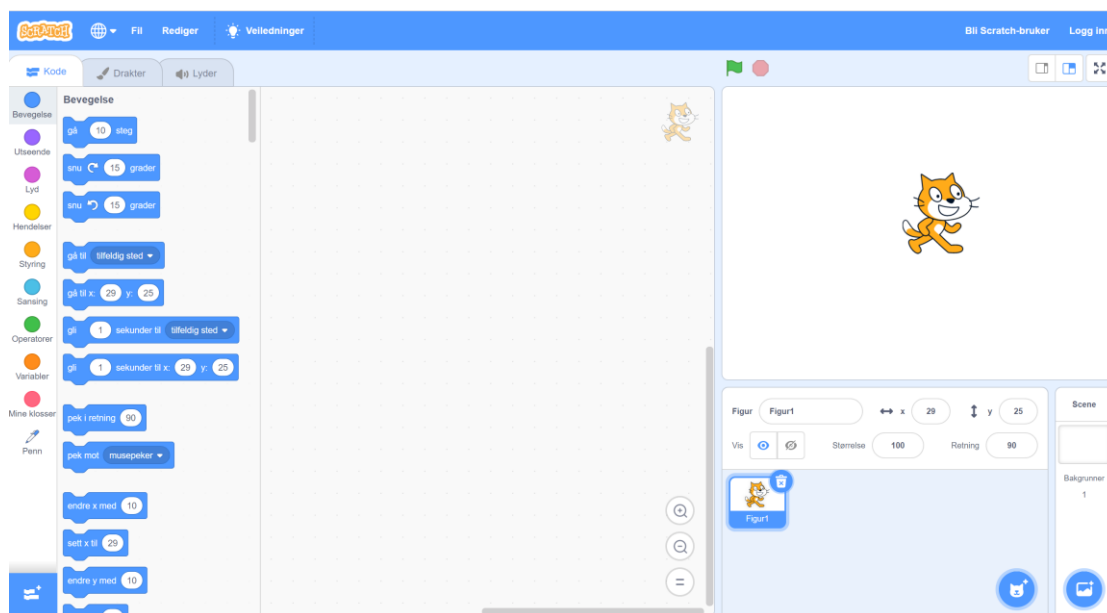 SCRATCH Fil Rediger Veiledninger Bli Scratch-bruker Logg inn
Kode Drakter Lyder
Bevegelse
Utseende
Lyd
Hendelser
Styring
Sansing
Operatorer
Variabler
Mine klosser
Penn
Bevegelse
gå 10 steg
snu 15 grader
snu 15 grader
gå til tilfeldig sted
gå til x: 29 y: 25
gli 1 sekunder til tilfeldig sted
gli 1 sekunder til x: 29 y: 25
pek i retning 90
pek mot musepeker
endre x med 10
sett x til 29
endre y med 10
Figur Figur1 x 29 y 25
Vis Størrelse 100 Retning 90
Figur1
Scene
Bakgrunner
1